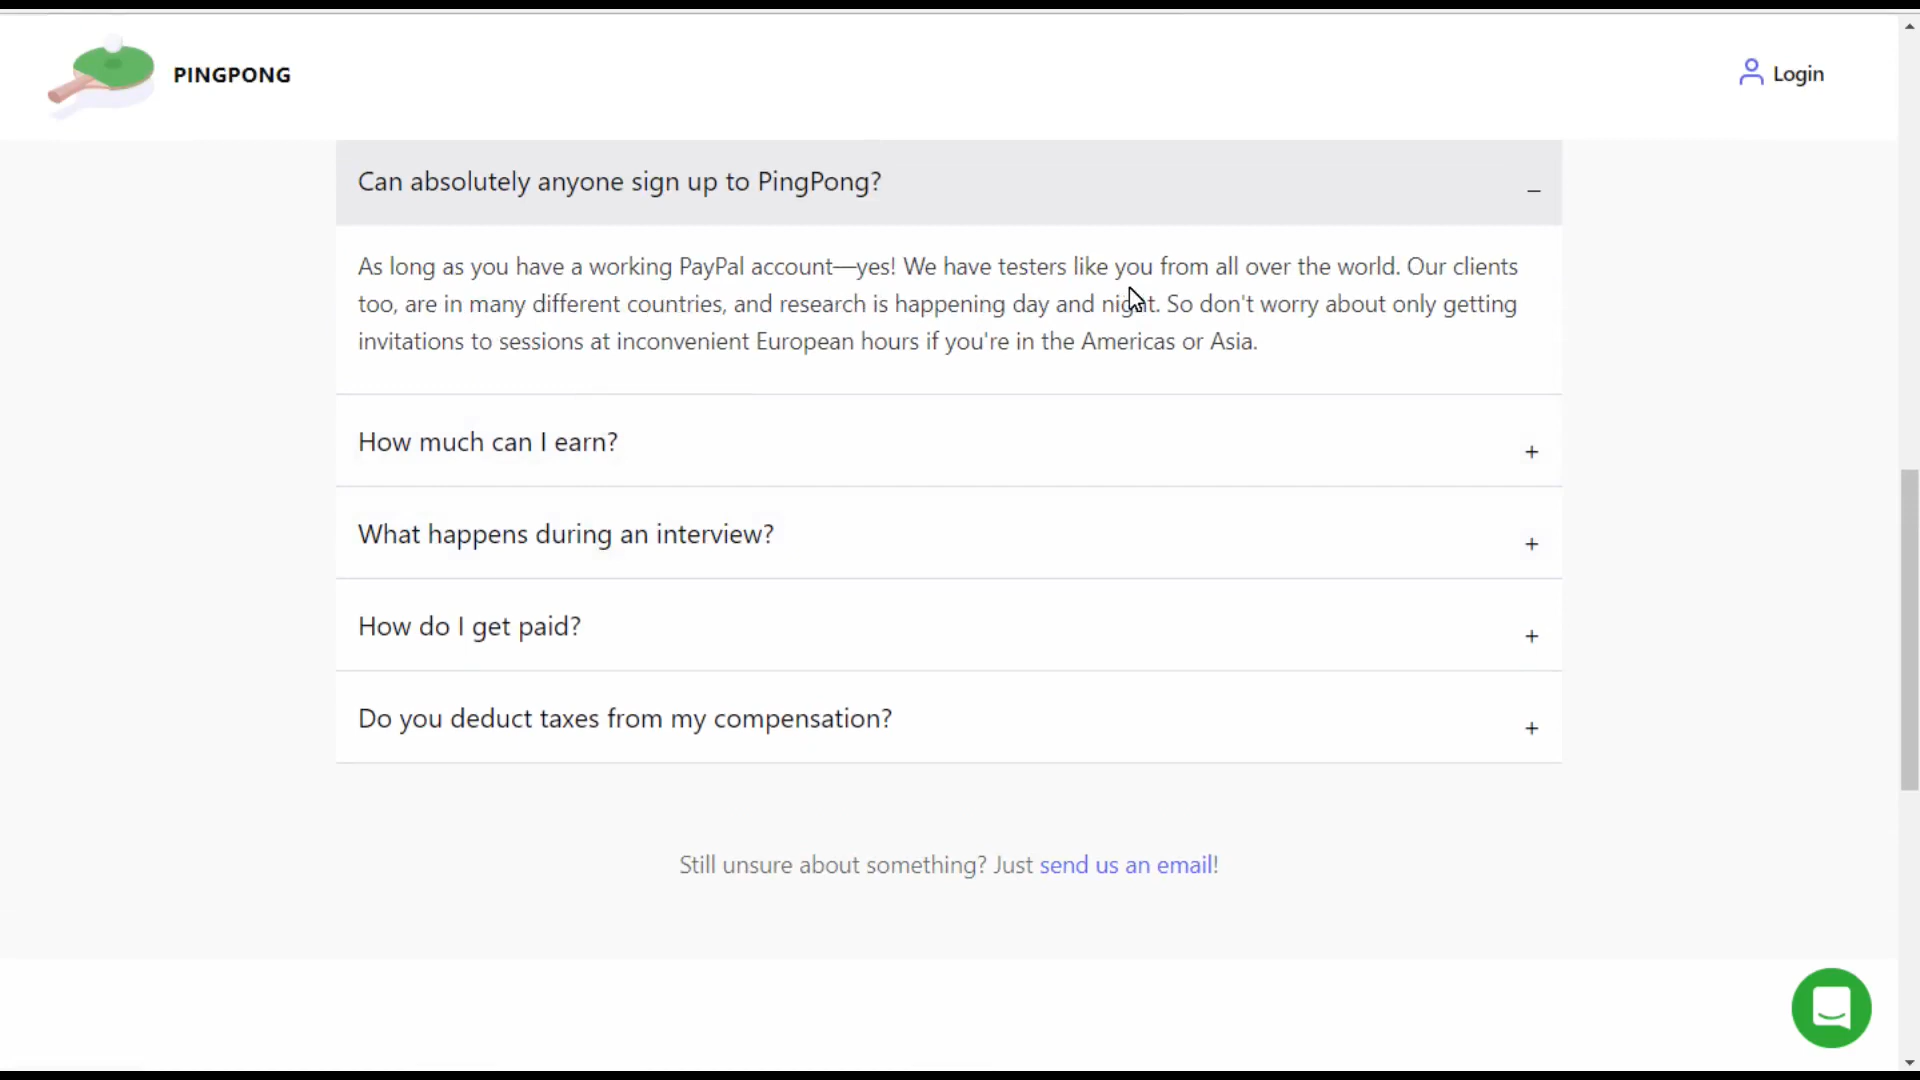 PINGPONG
Login
Can absolutely anyone sign up to PingPong?
As long as you have a working PayPal account—yes! We have testers like you from all over the world. Our clients
too, are in many different countries, and research is happening day and night. So don't worry about only getting
invitations to sessions at inconvenient European hours if you're in the Americas or Asia.
How much can I earn?
What happens during an interview?
How do I get paid?
Do you deduct taxes from my compensation?
Still unsure about something? Just send us an email!